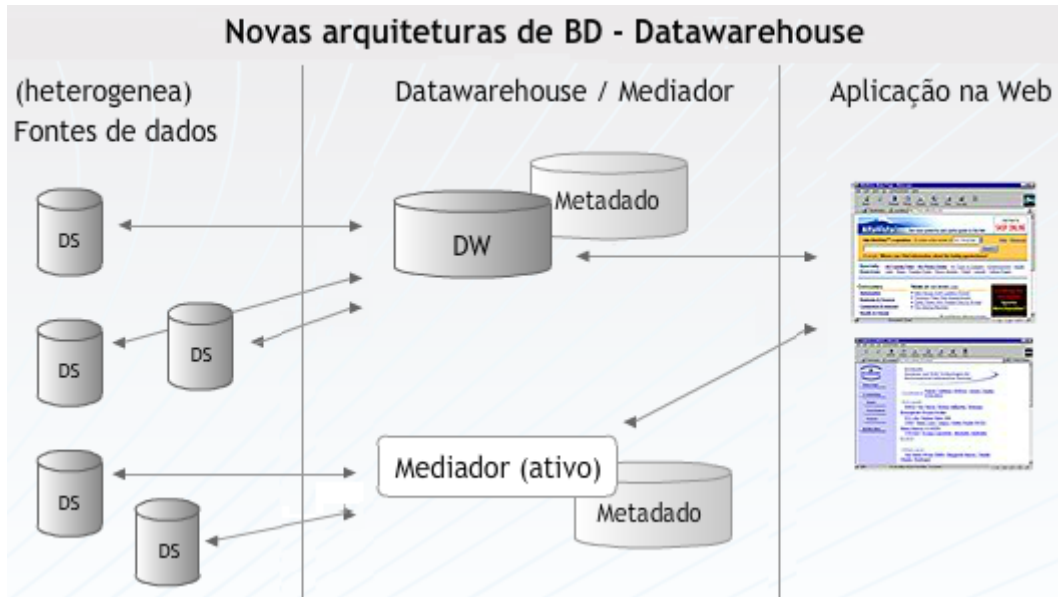 Novas arquiteturas de BD - Datawarehouse
(heterogenea)
Fontes de dados
Datawarehouse / Mediador
Aplicação na Web
Metadado
DW
DS
DS
DS
DS
DS
Mediador (ativo)
Metadado